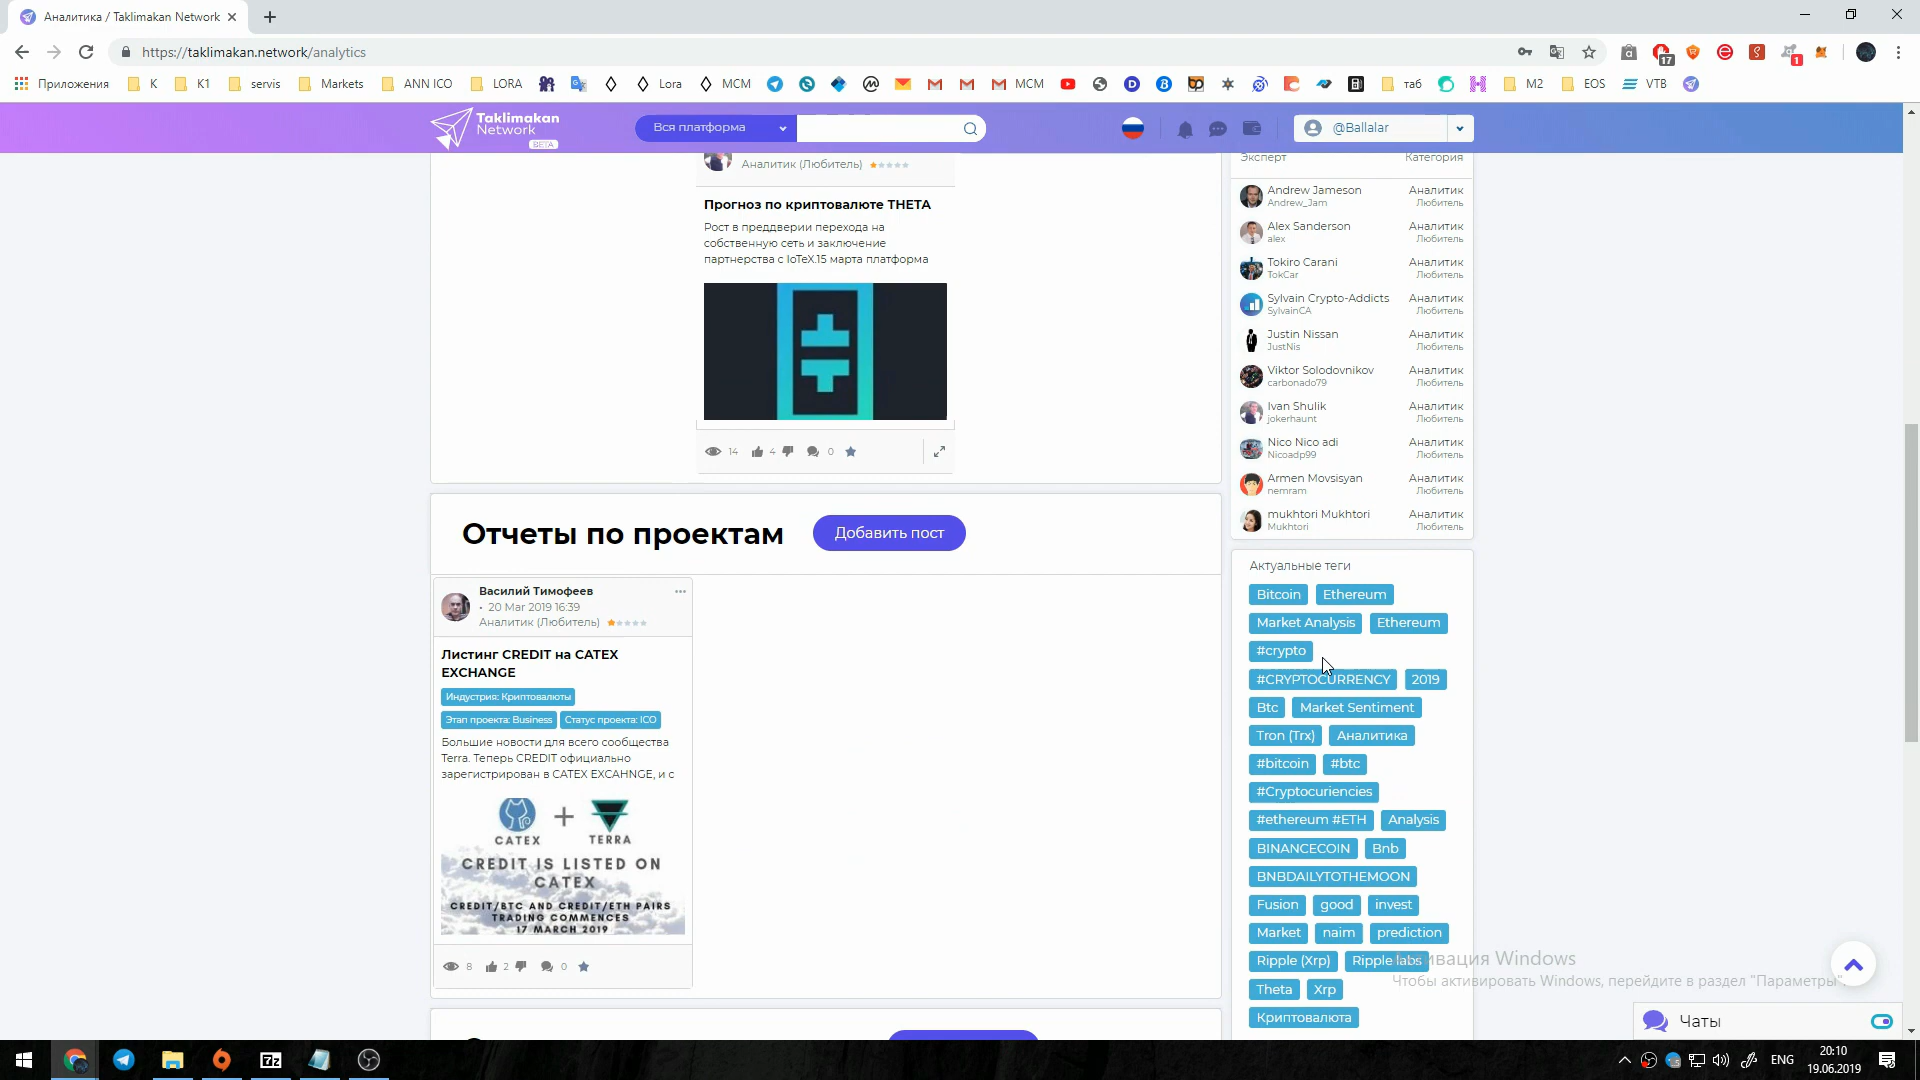 Аналитика / Taklimakan Network
https://taklimakan.network/analytics
17
1
Приложения
K
K1
servis
Markets
ANN ICO
LORA
Lora
MCM
MCM
таб
M2
EOS
VTB
Taklimakan
Network
BETA
Вся платформа
@Ballalar
Аналитик (Любитель)
Прогноз по криптовалюте THETA
Рост в преддверии перехода на
собственную сеть и заключение
партнерства с IoTeX.15 марта платформа
14
4
0
Отчеты по проектам
Добавить пост
Василий Тимофеев
• 20 Mar 2019 16:39
Аналитик (Любитель)
Листинг CREDIT на CATEX
EXCHANGE
Индустрия: Криптовалюты
Этап проекта: Business
Статус проекта: ICO
Большие новости для всего сообщества
Terra. Теперь CREDIT официально
зарегистрирован в CATEX EXCAHNGE, и с
CATEX
+
TERRA
CREDIT IS LISTED ON
CATEX
CREDIT/BTC AND CREDIT/ETH PAIRS
TRADING COMMENCES
17 MARCH 2019
8
2
0
Эксперт
Категория
Andrew Jameson
Аналитик
Andrew_Jam
Любитель
Alex Sanderson
Аналитик
alex
Любитель
Tokiro Carani
Аналитик
TokCar
Любитель
Sylvain Crypto-Addicts
Аналитик
SylvainCA
Любитель
Justin Nissan
Аналитик
JustNis
Любитель
Viktor Solodovnikov
Аналитик
carbonado79
Любитель
Ivan Shulik
Аналитик
jokerhaunt
Любитель
Nico Nico adi
Аналитик
Nicoadp99
Любитель
Armen Movsisyan
Аналитик
nemram
Любитель
mukhtori Mukhtori
Аналитик
Mukhtori
Любитель
Актуальные теги
Bitcoin
Ethereum
Market Analysis
Ethereum
#crypto
#CRYPTOCURRENCY
2019
Btc
Market Sentiment
Tron (Trx)
Аналитика
#bitcoin
#btc
#Cryptocuriencies
#ethereum #ETH
Analysis
BINANCECOIN
Bnb
BNBDAILYTOTHEMOON
Fusion
good
invest
Market
naim
prediction
Ripple (Xrp)
Ripple labs
Theta
Xrp
Криптовалюта
Активация Windows
Чтобы активировать Windows, перейдите в раздел "Параметры".
Чаты
7z
ENG
20:10
19.06.2019